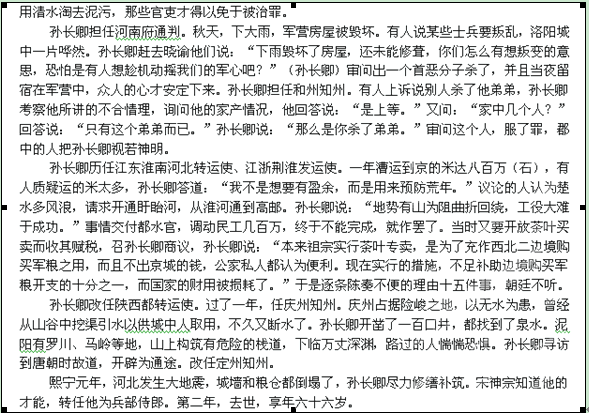 用清水淘去泥污，那些官吏才得以免于被治罪。
孙长卿担任河南府通判。秋天，下大雨，军营房屋被毁坏。有人说某些士兵要叛乱，洛阳城
中一片哗然。孙长卿赶去晓谕他们说：“下雨毁坏了房屋，还未能修葺，你们怎么有想叛变的意
思，恐怕是有人想趁机动摇我们的军心吧？”（孙长卿）审问出一个首恶分子杀了，并且当夜留
宿在军营中，众人的心才安定下来。孙长卿担任和州知州。有人上诉说别人杀了他弟弟，孙长卿
考察他所讲的不合情理，询问他的家产情况，他回答说：“是上等。”又问：“家中几个人？”
回答说：“只有这个弟弟而已。”孙长卿说：“那么是你杀了弟弟。”审问这个人，服了罪，郡
中的人把孙长卿视若神明。
孙长卿历任江东淮南河北转运使、江浙荆淮发运使。一年漕运到京的米达八百万（石），有
人质疑运的米太多，孙长卿答道：“我不是想要有盈余，而是用来预防荒年。”议论的人认为楚
水多风浪，请求开通盱眙河，从淮河通到高邮。孙长卿说：“地势有山为阻曲折回绕，工役大难
于成功。”事情交付都水官，调动民工几百万，终于不能完成，就作罢了。当时又要开放茶叶买
卖而收其赋税，召孙长卿商议，孙长卿说：“本来祖宗实行茶叶专卖，是为了充作西北二边境购
买军粮之用，而且不出京城的钱，公家私人都认为便利。现在实行的措施，不足补助边境购买军
粮开支的十分之一，而国家的财用被损耗了。”于是逐条陈奏不便的理由十五件事，朝廷不听。
孙长卿改任陕西都转运使。过了一年，任庆州知州。庆州占据险峻之地，以无水为患，曾经
从山谷中挖渠引水以供城中人取用，不久又断水了。孙长卿开凿了一百口井，都找到了泉水。泥
阳有罗川、马岭等地，山上构筑有危险的栈道，下临万丈深渊，路过的人惴惴恐惧。孙长卿寻访
到唐朝时故道，开辟为通途。改任定州知州。
熙宁元年，河北发生大地震，城墙和粮仓都倒塌了，孙长卿尽力修缮补筑。宋神宗知道他的
才能，转任他为兵部侍郎。第二年，去世，享年六十六岁。